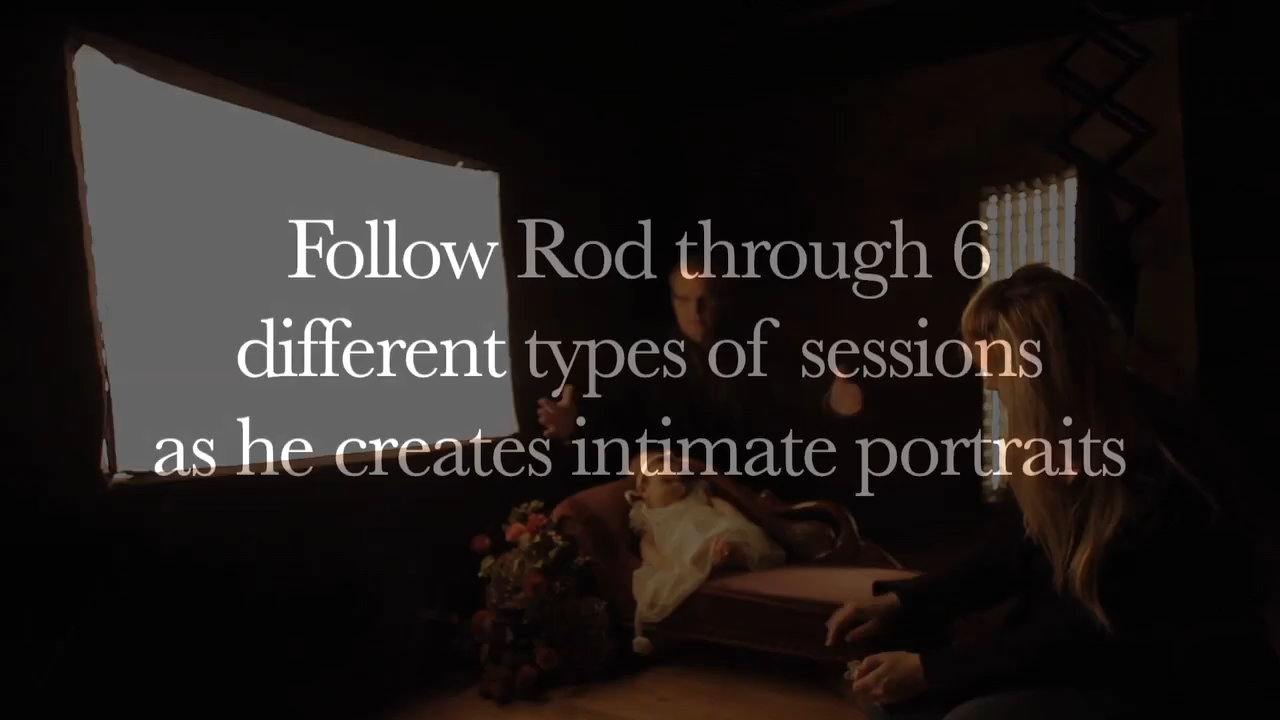 Follow Rod through 6
different types of sessions
as he creates intimate portraits